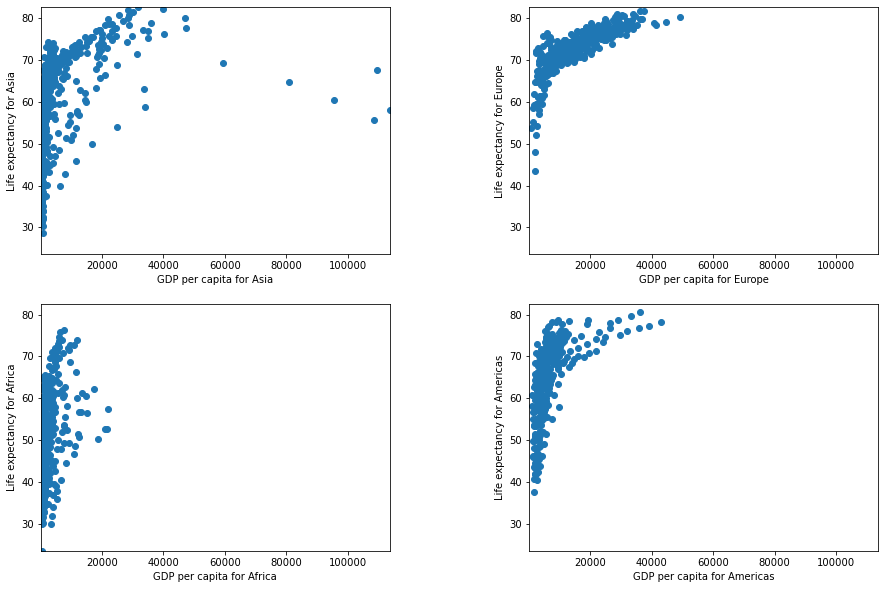 80
70
60
50
40
30
Life expectancy for Asia
20000 40000 60000 80000 100000
GDP per capita for Asia
80
70
60
50
40
30
Life expectancy for Europe
20000 40000 60000 80000 100000
GDP per capita for Europe
80
70
60
50
40
30
Life expectancy for Africa
20000 40000 60000 80000 100000
GDP per capita for Africa
80
70
60
50
40
30
Life expectancy for Americas
20000 40000 60000 80000 100000
GDP per capita for Americas